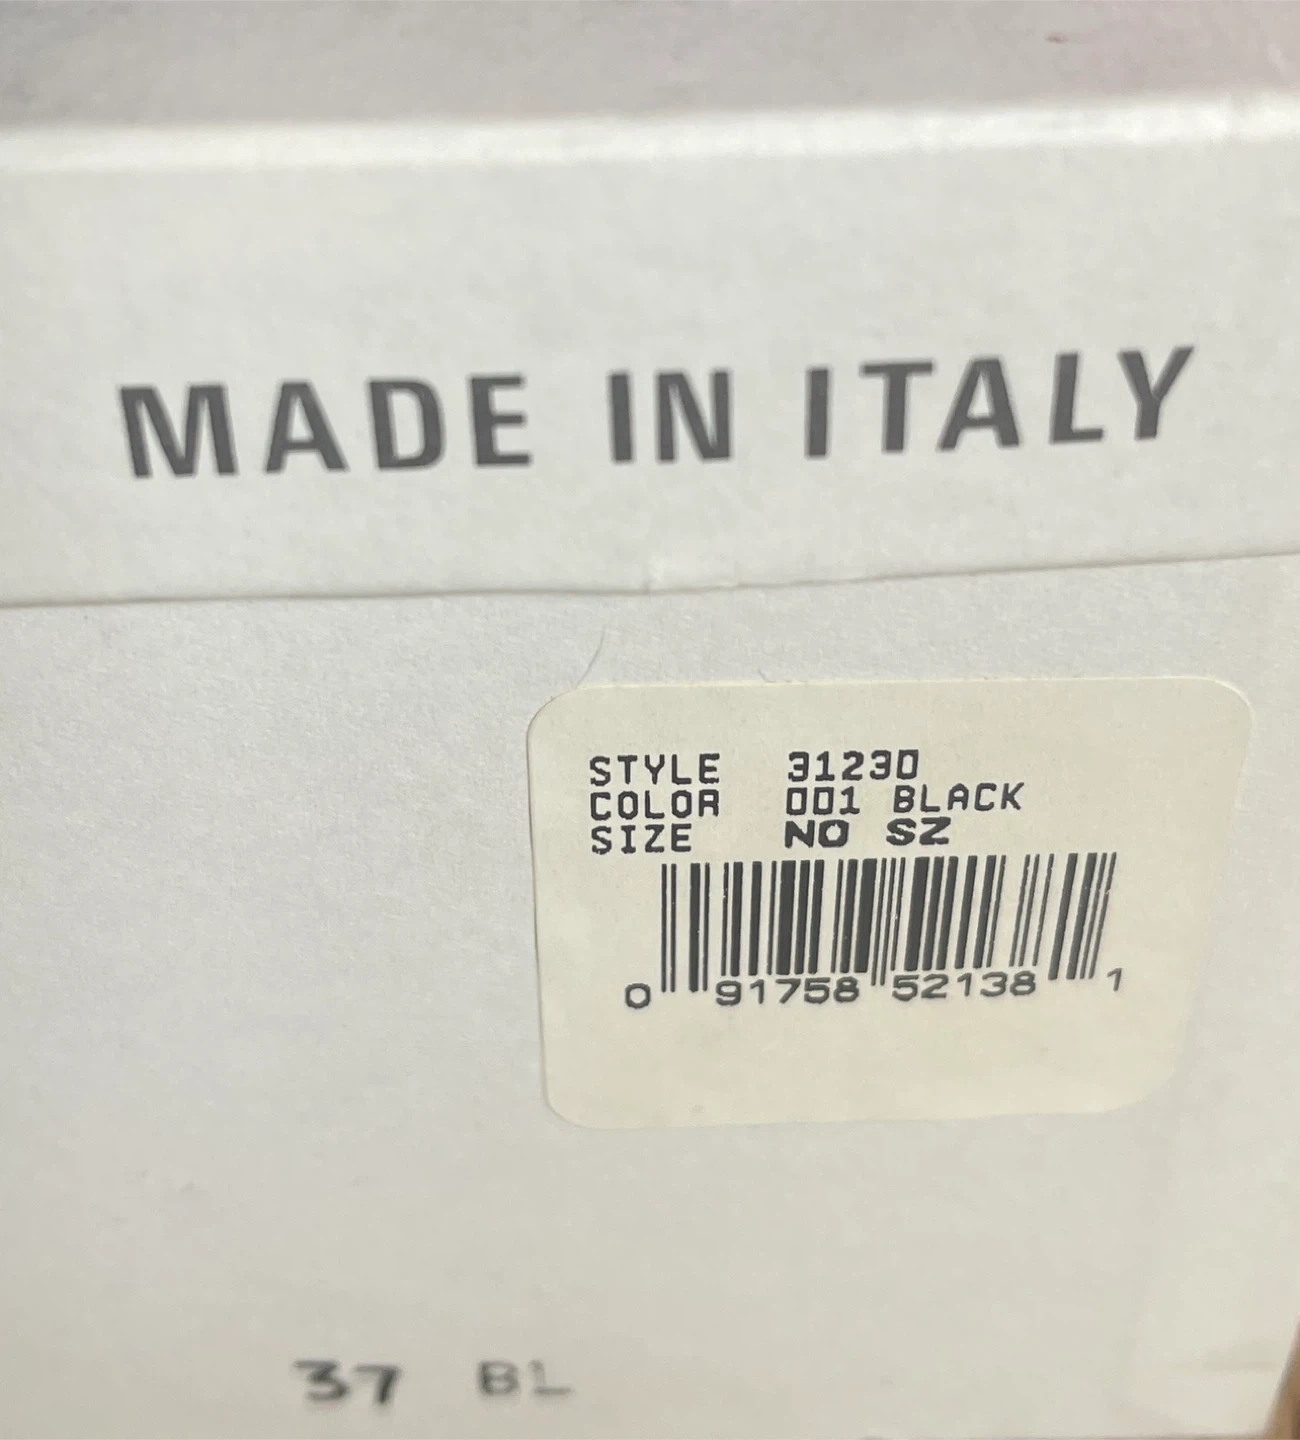 MADE IN ITALY
STYLE 31230
COLOR 001 BLACK
SIZE NO SZ
0 91758 52138 1
37 BL